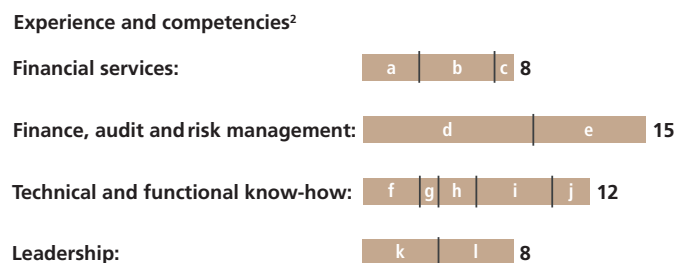 Experience and competencies²
Financial services: a b c 8
Finance, audit and risk management: d e 15
Technical and functional know-how: f g h i j 12
Leadership: k l 8